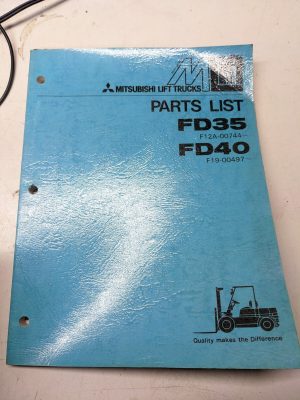 MITSUBISHI LIFT TRUCKS
PARTS LIST
FD35
F12A-00744-
FD40
F19-00497-
Quality makes the Difference